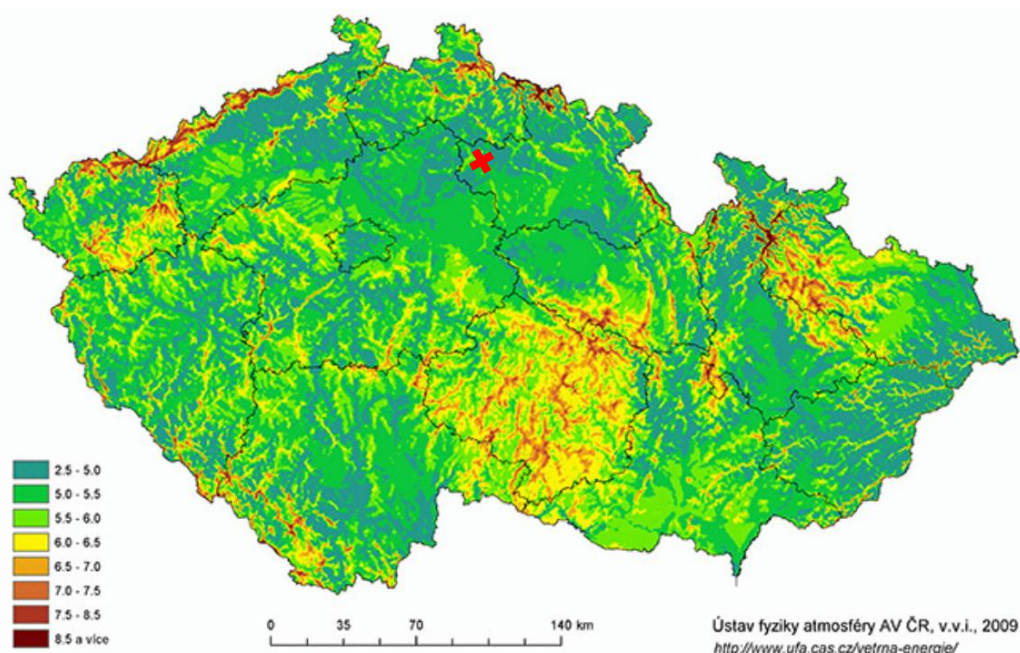 2.5 - 5.0
5.0 - 5.5
5.5 - 6.0
6.0 - 6.5
6.5 - 7.0
7.0 - 7.5
7.5 - 8.5
8.5 a více
0 35 70 140 km
Ústav fyziky atmosféry AV ČR, v.v.i., 2009
http://www.ufa.cas.cz/vetrna-energie/